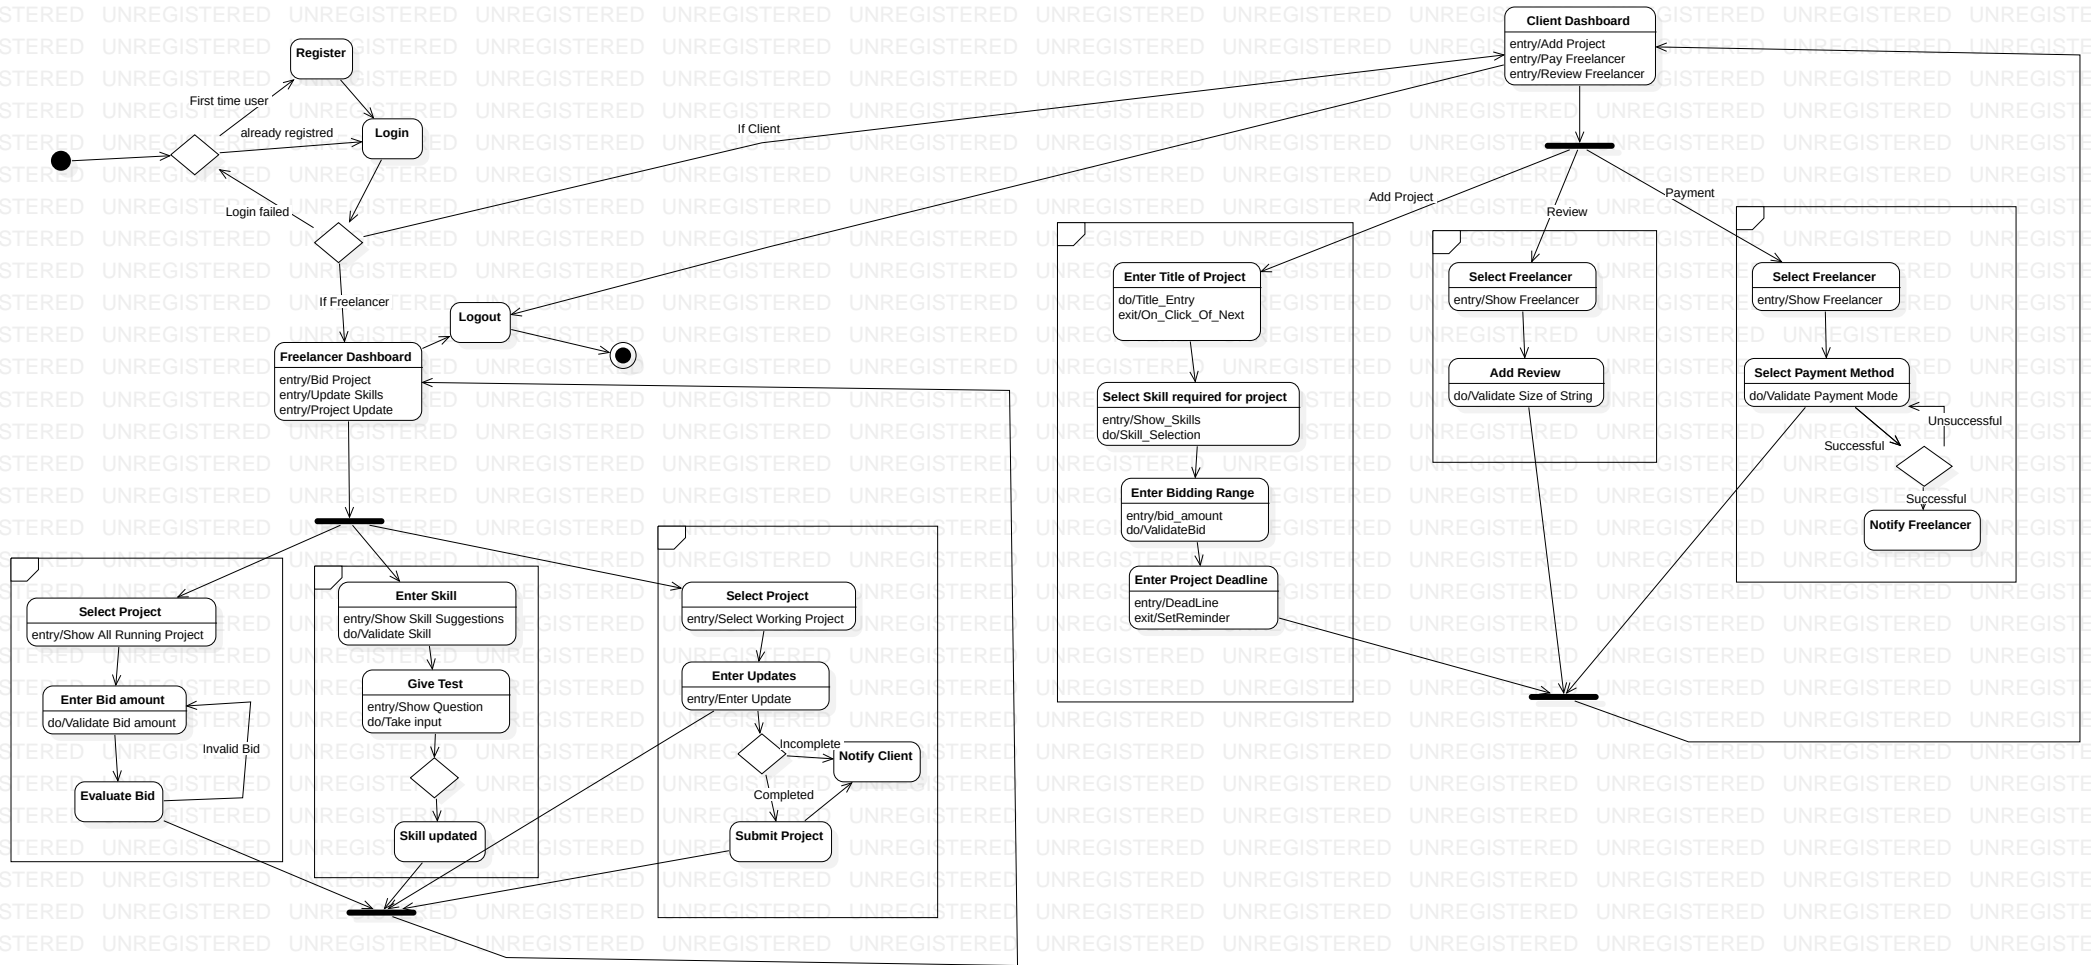 Client Dashboard
entry/Add Project
entry/Pay Freelancer
entry/Review Freelancer
Register
First time user
already registred
Login
Login failed
If Client
If Freelancer
Logout
Freelancer Dashboard
entry/Bid Project
entry/Update Skills
entry/Project Update
Select Project
entry/Show All Running Project
Enter Bid amount
do/Validate Bid amount
Invalid Bid
Evaluate Bid
Enter Skill
entry/Show Skill Suggestions
do/Validate Skill
Give Test
entry/Show Question
do/Take input
Skill updated
Select Project
entry/Select Working Project
Enter Updates
entry/Enter Update
Incomplete
Notify Client
Completed
Submit Project
Add Project
Review
Payment
Enter Title of Project
do/Title_Entry
exit/On_Click_Of_Next
Select Skill required for project
entry/Show_Skills
do/Skill_Selection
Enter Bidding Range
entry/bid_amount
do/ValidateBid
Enter Project Deadline
entry/DeadLine
exit/SetReminder
Select Freelancer
entry/Show Freelancer
Add Review
do/Validate Size of String
Select Freelancer
entry/Show Freelancer
Select Payment Method
do/Validate Payment Mode
Unsuccessful
Successful
Successful
Notify Freelancer
UNREGISTERED